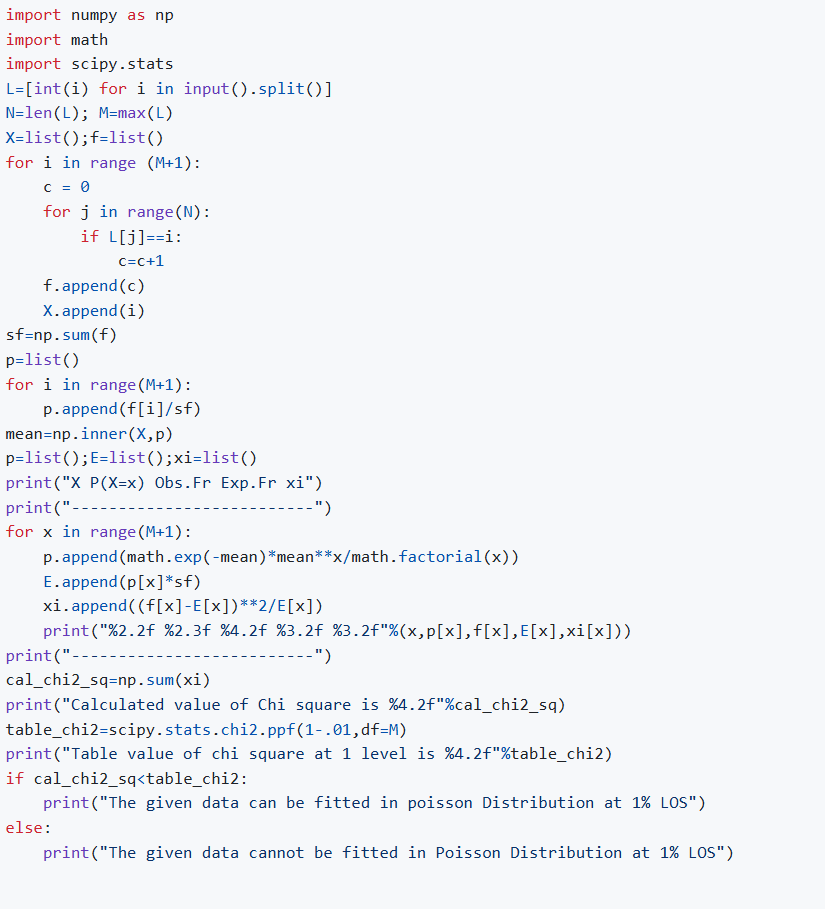 import numpy as np
import math
import scipy.stats
L=[int(i) for i in input().split()]
N=len(L); M=max(L)
X=list();f=list()
for i in range (M+1):
    c = 0
    for j in range(N):
        if L[j]==i:
            c=c+1
    f.append(c)
    X.append(i)
sf=np.sum(f)
p=list()
for i in range(M+1):
    p.append(f[i]/sf)
mean=np.inner(X,p)
p=list();E=list();xi=list()
print("X P(X=x) Obs.Fr Exp.Fr xi")
print("--------------------------")
for x in range(M+1):
    p.append(math.exp(-mean)*mean**x/math.factorial(x))
    E.append(p[x]*sf)
    xi.append((f[x]-E[x])**2/E[x])
    print("%2.2f %2.3f %4.2f %3.2f %3.2f"%(x,p[x],f[x],E[x],xi[x]))
print("--------------------------")
cal_chi2_sq=np.sum(xi)
print("Calculated value of Chi square is %4.2f"%cal_chi2_sq)
table_chi2=scipy.stats.chi2.ppf(1-.01,df=M)
print("Table value of chi square at 1 level is %4.2f"%table_chi2)
if cal_chi2_sq<table_chi2:
    print("The given data can be fitted in poisson Distribution at 1% LOS")
else:
    print("The given data cannot be fitted in Poisson Distribution at 1% LOS")